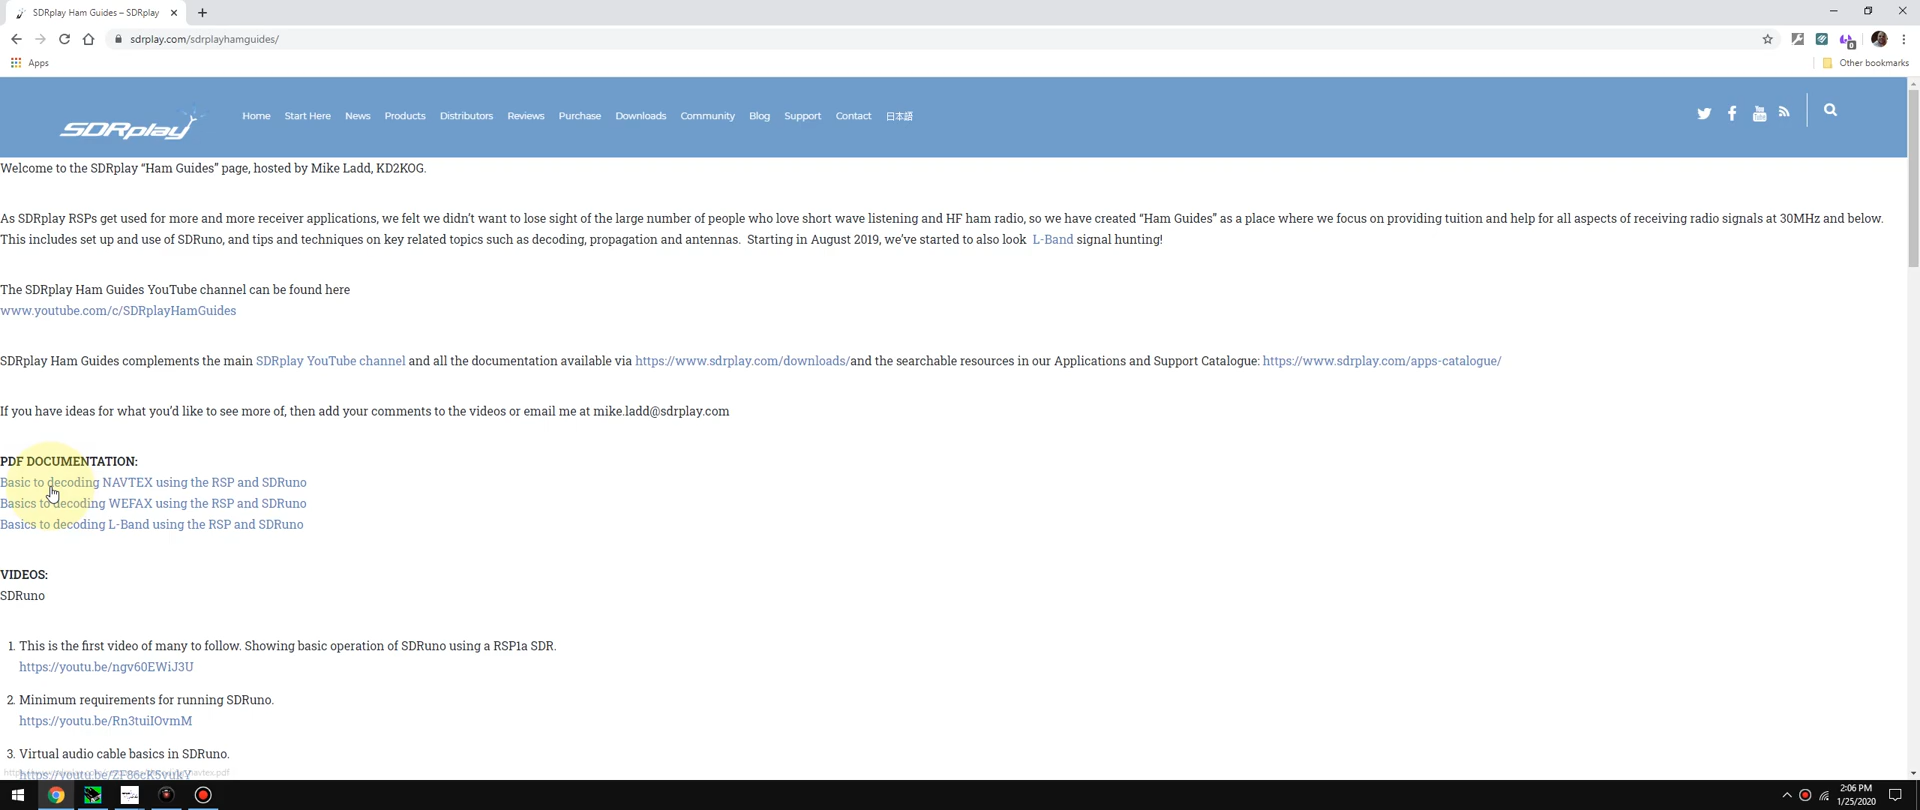 SDRplay Ham Guides – SDRplay
sdrplay.com/sdrplayhamguides/
0
Apps
Other bookmarks
SDRplay
Home Start Here News Products Distributors Reviews Purchase Downloads Community Blog Support Contact 日本語
You
Tube
Welcome to the SDRplay “Ham Guides” page, hosted by Mike Ladd, KD2KOG.
As SDRplay RSPs get used for more and more receiver applications, we felt we didn’t want to lose sight of the large number of people who love short wave listening and HF ham radio, so we have created “Ham Guides” as a place where we focus on providing tuition and help for all aspects of receiving radio signals at 30MHz and below.
This includes set up and use of SDRuno, and tips and techniques on key related topics such as decoding, propagation and antennas. Starting in August 2019, we’ve started to also look L-Band signal hunting!
The SDRplay Ham Guides YouTube channel can be found here
www.youtube.com/c/SDRplayHamGuides
SDRplay Ham Guides complements the main SDRplay YouTube channel and all the documentation available via https://www.sdrplay.com/downloads/and the searchable resources in our Applications and Support Catalogue: https://www.sdrplay.com/apps-catalogue/
If you have ideas for what you’d like to see more of, then add your comments to the videos or email me at mike.ladd@sdrplay.com
PDF DOCUMENTATION:
Basic to decoding NAVTEX using the RSP and SDRuno
Basics to decoding WEFAX using the RSP and SDRuno
Basics to decoding L-Band using the RSP and SDRuno
VIDEOS:
SDRuno
1. This is the first video of many to follow. Showing basic operation of SDRuno using a RSP1a SDR.
https://youtu.be/ngv60EWiJ3U
2. Minimum requirements for running SDRuno.
https://youtu.be/Rn3tuiIOvmM
3. Virtual audio cable basics in SDRuno.
2:06 PM
1/25/2020